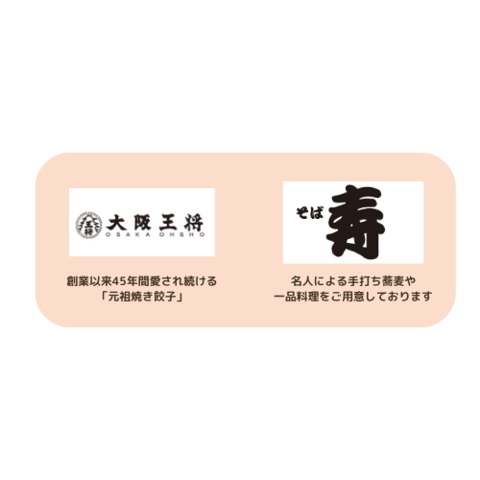 大阪王将
OSAKA OHSHO
創業以来45年間愛され続ける
「元祖焼き餃子」
そば 寿
名人による手打ち蕎麦や
一品料理をご用意しております